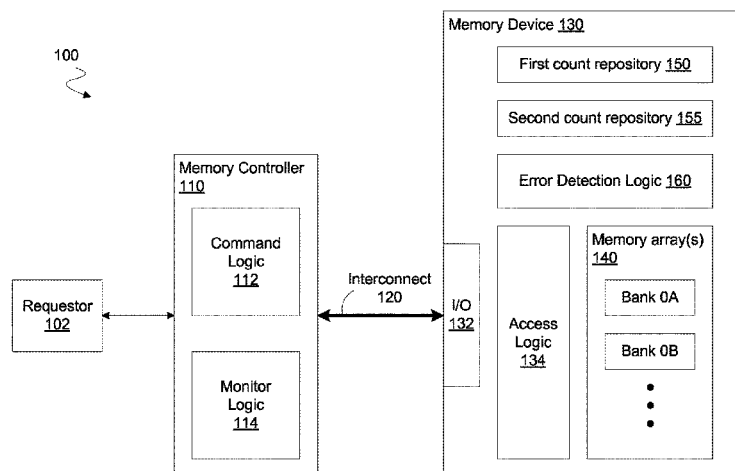 100
Requestor
102
Memory Controller
110
Command
Logic
112
Monitor
Logic
114
Interconnect
120
Memory Device 130
First count repository 150
Second count repository 155
Error Detection Logic 160
I/O
132
Access
Logic
134
Memory array(s)
140
Bank 0A
Bank 0B